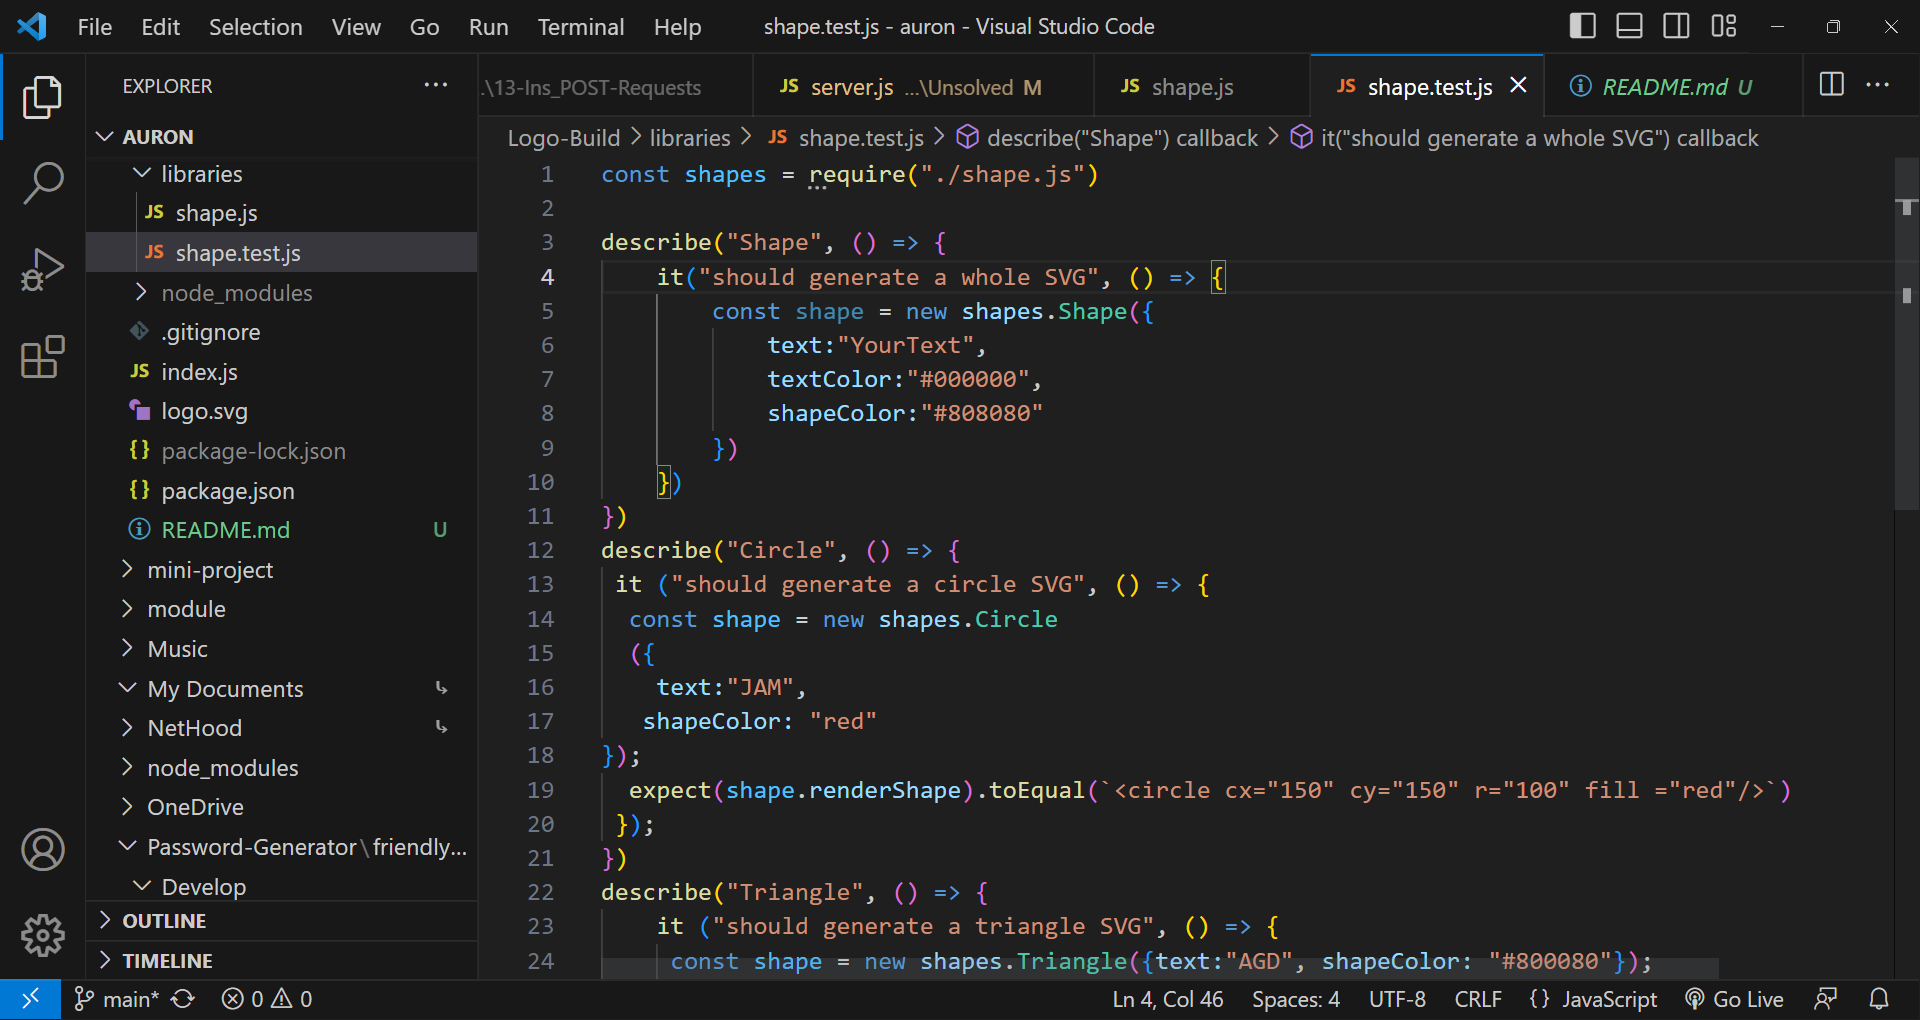 File Edit Selection View Go Run Terminal Help shape.test.js - auron - Visual Studio Code
EXPLORER
.\13-Ins_POST-Requests JS server.js ...\Unsolved M JS shape.js JS shape.test.js README.md U
AURON
libraries
JS shape.js
JS shape.test.js
node_modules
.gitignore
JS index.js
logo.svg
{} package-lock.json
{} package.json
README.md U
mini-project
module
Music
My Documents
NetHood
node_modules
OneDrive
Password-Generator \ friendly...
Develop
OUTLINE
TIMELINE
Logo-Build > libraries > JS shape.test.js > describe("Shape") callback > it("should generate a whole SVG") callback
1 const shapes = require("./shape.js")
2
3 describe("Shape", () => {
4     it("should generate a whole SVG", () => {
5         const shape = new shapes.Shape({
6             text:"YourText",
7             textColor:"#000000",
8             shapeColor:"#808080"
9         })
10     })
11 })
12 describe("Circle", () => {
13  it ("should generate a circle SVG", () => {
14   const shape = new shapes.Circle
15   ({
16     text:"JAM",
17    shapeColor: "red"
18 });
19   expect(shape.renderShape).toEqual(`<circle cx="150" cy="150" r="100" fill ="red"/>`)
20  });
21 })
22 describe("Triangle", () => {
23     it ("should generate a triangle SVG", () => {
24      const shape = new shapes.Triangle({text:"AGD", shapeColor: "#800080"});
main* 0 0 Ln 4, Col 46 Spaces: 4 UTF-8 CRLF {} JavaScript Go Live